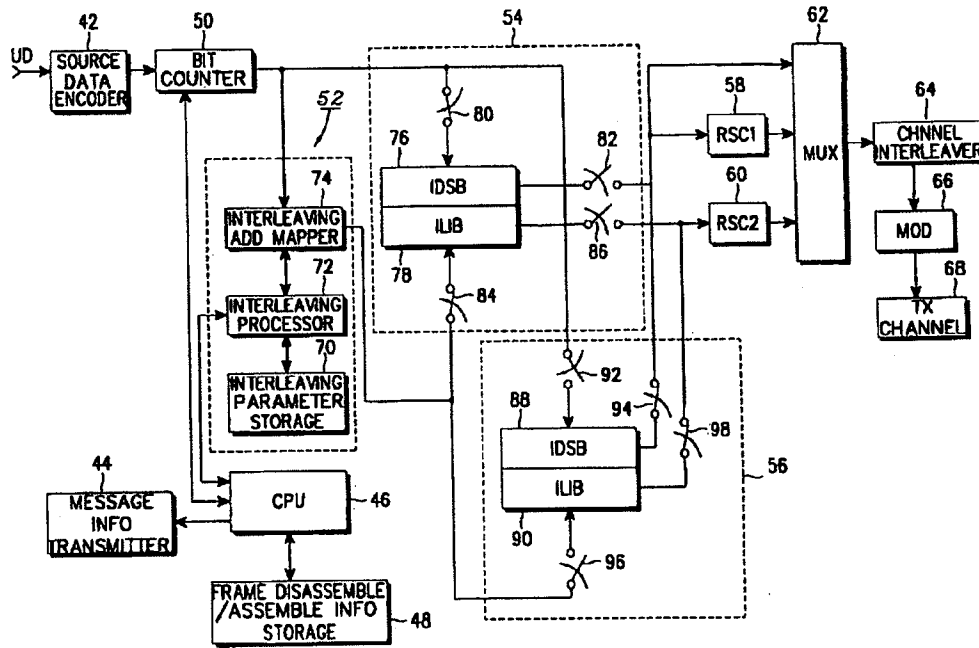 42
50
54
62
UD
SOURCE
DATA
ENCODER
BIT
COUNTER
52
80
58
64
76
82
RSC1
MUX
CHNNEL
INTERLEAVER
74
IDSB
60
66
INTERLEAVING
ADD MAPPER
ILIB
RSC2
MOD
78
86
72
84
68
INTERLEAVING
PROCESSOR
TX
CHANNEL
70
92
INTERLEAVING
PARAMETER
STORAGE
88
94
98
IDSB
44
CPU
46
ILIB
56
MESSAGE
INFO
TRANSMITTER
90
96
FRAME DISASSEMBLE
/ASSEMBLE INFO
STORAGE
48